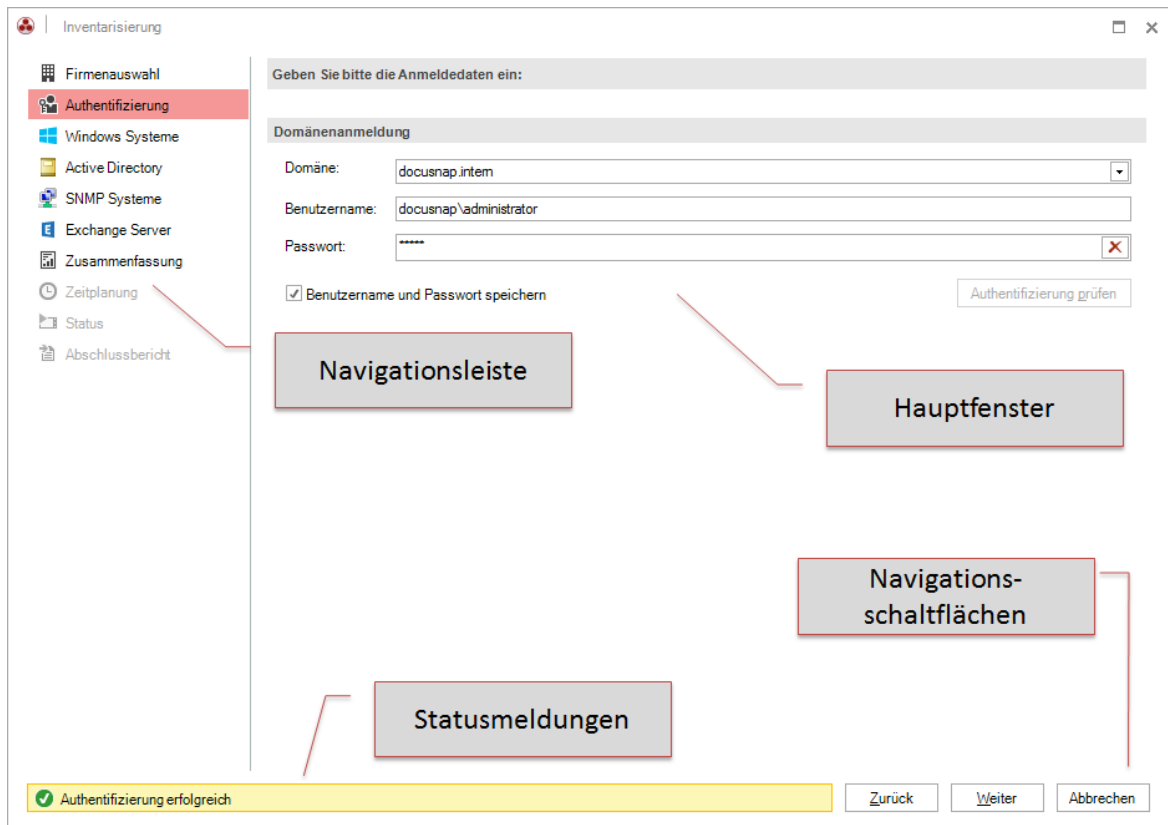 Inventarisierung
Firmenauswahl
Authentifizierung
Windows Systeme
Active Directory
SNMP Systeme
Exchange Server
Zusammenfassung
Zeitplanung
Status
Abschlussbericht
Geben Sie bitte die Anmeldedaten ein:
Domänenanmeldung
Domäne:
docusnap.intern
Benutzername:
docusnap\administrator
Passwort:
*****
Benutzername und Passwort speichern
Authentifizierung prüfen
Navigationsleiste
Hauptfenster
Navigations-
schaltflächen
Statusmeldungen
Authentifizierung erfolgreich
Zurück
Weiter
Abbrechen